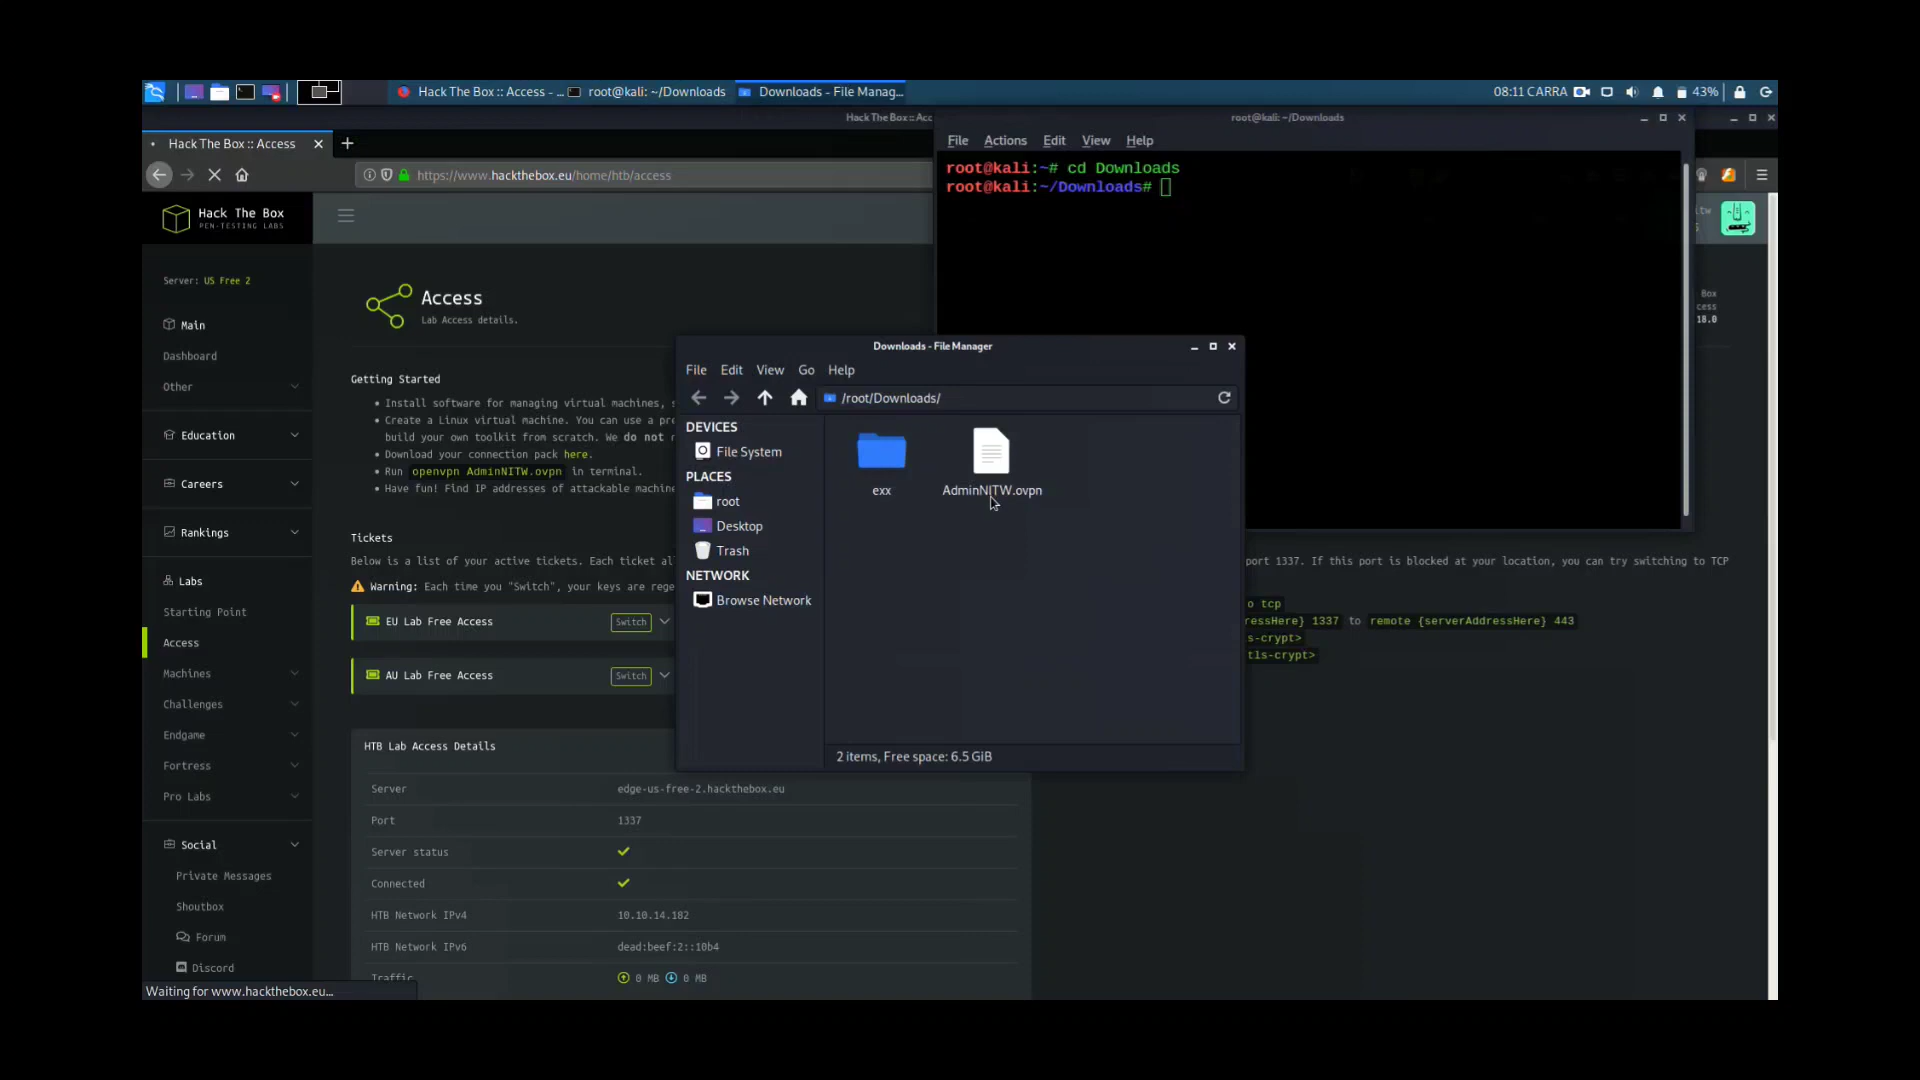 Hack The Box :: Access - ...
root@kali: ~/Downloads
Downloads - File Manag...
08:11 CARRA
43%
Hack The Box :: Acc
root@kali: ~/Downloads
Hack The Box :: Access
https://www.hackthebox.eu/home/htb/access
File Actions Edit View Help
root@kali:~# cd Downloads
root@kali:~/Downloads#
Hack The Box
PEN-TESTING LABS
Server: US Free 2
Main
Dashboard
Other
Education
Careers
Rankings
Labs
Starting Point
Access
Machines
Challenges
Endgame
Fortress
Pro Labs
Social
Private Messages
Shoutbox
Forum
Discord
Waiting for www.hackthebox.eu...
Access
Lab Access details.
Box
cess
18.0
Getting Started
Install software for managing virtual machines, s
Create a Linux virtual machine. You can use a pre
build your own toolkit from scratch. We do not r
Download your connection pack here.
Run openvpn AdminNITW.ovpn in terminal.
Have fun! Find IP addresses of attackable machine
Tickets
Below is a list of your active tickets. Each ticket al
port 1337. If this port is blocked at your location, you can try switching to TCP
Warning: Each time you "Switch", your keys are rege
o tcp
ressHere} 1337 to remote {serverAddressHere} 443
s-crypt>
tls-crypt>
EU Lab Free Access
Switch
AU Lab Free Access
Switch
HTB Lab Access Details
Server edge-us-free-2.hackthebox.eu
Port 1337
Server status
Connected
HTB Network IPv4 10.10.14.182
HTB Network IPv6 dead:beef:2::10b4
Traffic 0 MB 0 MB
Downloads - File Manager
File Edit View Go Help
/root/Downloads/
DEVICES
File System
PLACES
root
Desktop
Trash
NETWORK
Browse Network
exx
AdminNITW.ovpn
2 items, Free space: 6.5 GiB